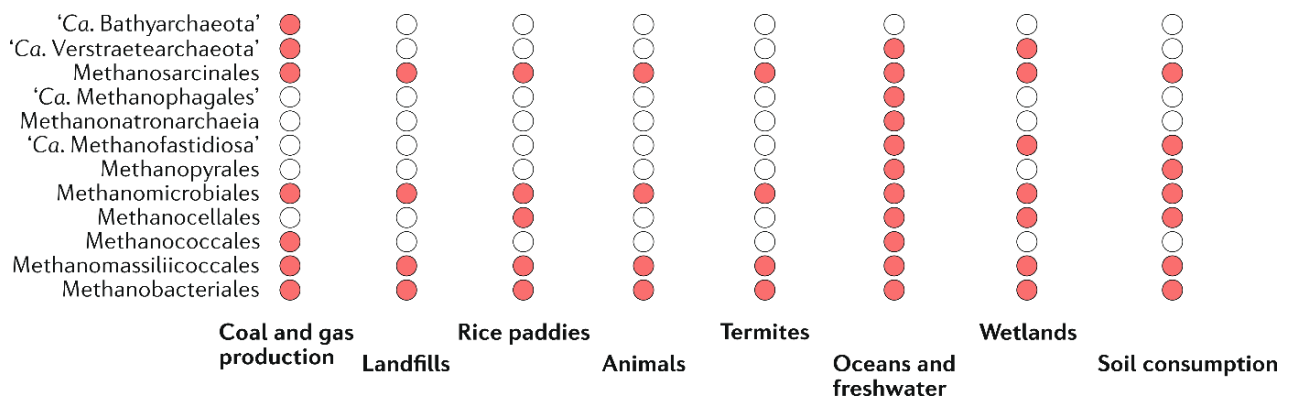 ‘Ca. Bathyarchaeota’
‘Ca. Verstraetearchaeota’
Methanosarcinales
‘Ca. Methanophagales’
Methanonatronarchaeia
‘Ca. Methanofastidiosa’
Methanopyrales
Methanomicrobiales
Methanocellales
Methanococcales
Methanomassiliicoccales
Methanobacteriales
Coal and gas
production
Landfills
Rice paddies
Animals
Termites
Oceans and
freshwater
Wetlands
Soil consumption